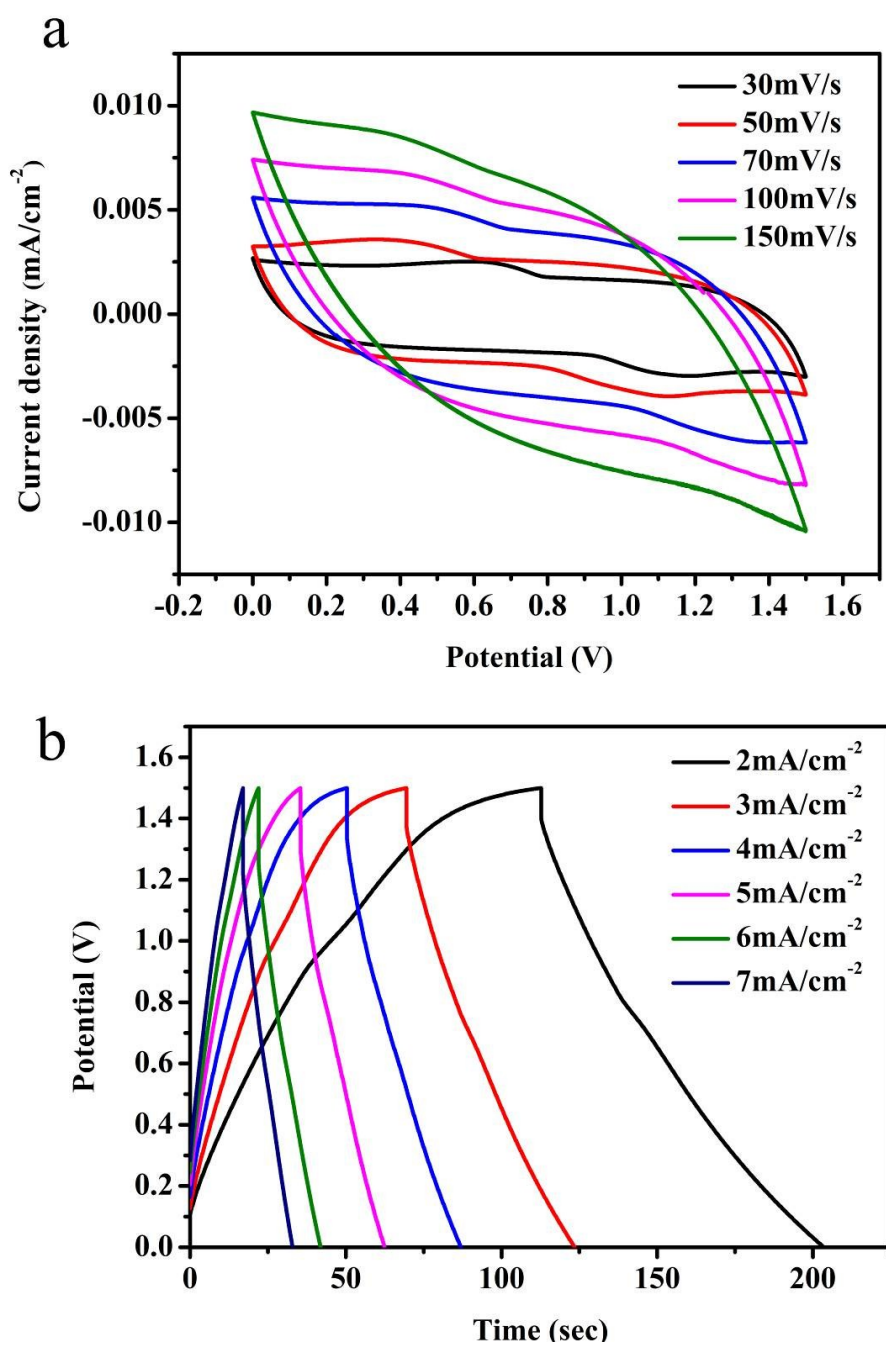 a
Current density (mA/cm⁻²)
0.010
0.005
0.000
-0.005
-0.010
30mV/s
50mV/s
70mV/s
100mV/s
150mV/s
-0.2 0.0 0.2 0.4 0.6 0.8 1.0 1.2 1.4 1.6
Potential (V)
b
Potential (V)
1.6
1.4
1.2
1.0
0.8
0.6
0.4
0.2
0.0
2mA/cm⁻²
3mA/cm⁻²
4mA/cm⁻²
5mA/cm⁻²
6mA/cm⁻²
7mA/cm⁻²
0 50 100 150 200
Time (sec)